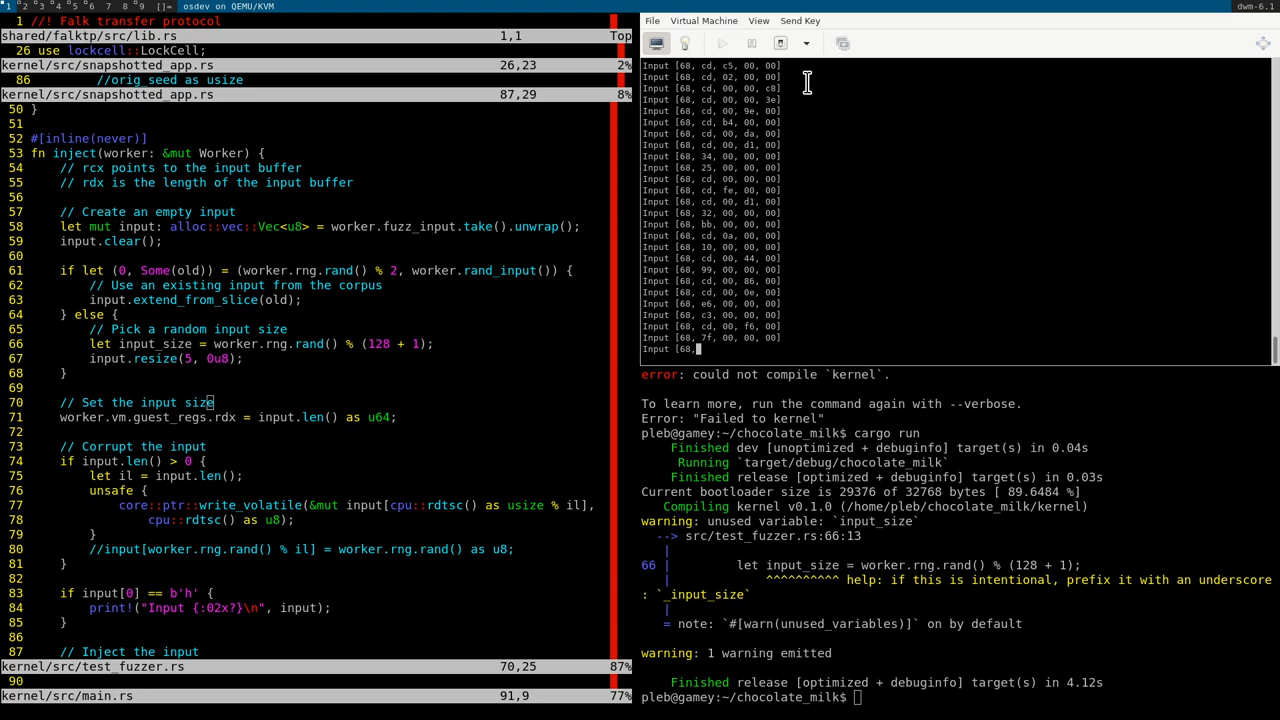 1 2 3 4 5 6 7 8 9 []= osdev on QEMU/KVM dwm-6.1
1 //! Falk transfer protocol
shared/falktp/src/lib.rs 1,1 Top
26 use lockcell::LockCell;
kernel/src/snapshotted_app.rs 26,23 2%
86 //orig_seed as usize
kernel/src/snapshotted_app.rs 87,29 8%
50 }
51
52 #[inline(never)]
53 fn inject(worker: &mut Worker) {
54 // rcx points to the input buffer
55 // rdx is the length of the input buffer
56
57 // Create an empty input
58 let mut input: alloc::vec::Vec<u8> = worker.fuzz_input.take().unwrap();
59 input.clear();
60
61 if let (0, Some(old)) = (worker.rng.rand() % 2, worker.rand_input()) {
62 // Use an existing input from the corpus
63 input.extend_from_slice(old);
64 } else {
65 // Pick a random input size
66 let input_size = worker.rng.rand() % (128 + 1);
67 input.resize(5, 0u8);
68 }
69
70 // Set the input size
71 worker.vm.guest_regs.rdx = input.len() as u64;
72
73 // Corrupt the input
74 if input.len() > 0 {
75 let il = input.len();
76 unsafe {
77 core::ptr::write_volatile(&mut input[cpu::rdtsc() as usize % il],
78 cpu::rdtsc() as u8);
79 }
80 //input[worker.rng.rand() % il] = worker.rng.rand() as u8;
81 }
82
83 if input[0] == b'h' {
84 print!("Input {:02x?}\n", input);
85 }
86
87 // Inject the input
kernel/src/test_fuzzer.rs 70,25 87%
90
kernel/src/main.rs 91,9 77%
File Virtual Machine View Send Key
Input [68, cd, c5, 00, 00]
Input [68, cd, 02, 00, 00]
Input [68, cd, 00, 00, c8]
Input [68, cd, 00, 00, 3e]
Input [68, cd, 00, 9e, 00]
Input [68, cd, b4, 00, 00]
Input [68, cd, 00, da, 00]
Input [68, cd, 00, d1, 00]
Input [68, 34, 00, 00, 00]
Input [68, 25, 00, 00, 00]
Input [68, cd, 00, 00, 00]
Input [68, cd, fe, 00, 00]
Input [68, cd, 00, d1, 00]
Input [68, 32, 00, 00, 00]
Input [68, bb, 00, 00, 00]
Input [68, cd, 0a, 00, 00]
Input [68, 10, 00, 00, 00]
Input [68, cd, 00, 44, 00]
Input [68, 99, 00, 00, 00]
Input [68, cd, 00, 86, 00]
Input [68, cd, 00, 0e, 00]
Input [68, e6, 00, 00, 00]
Input [68, c3, 00, 00, 00]
Input [68, cd, 00, f6, 00]
Input [68, 7f, 00, 00, 00]
Input [68,
error: could not compile `kernel`.
To learn more, run the command again with --verbose.
Error: "Failed to kernel"
pleb@gamey:~/chocolate_milk$ cargo run
Finished dev [unoptimized + debuginfo] target(s) in 0.04s
Running `target/debug/chocolate_milk`
Finished release [optimized + debuginfo] target(s) in 0.03s
Current bootloader size is 29376 of 32768 bytes [ 89.6484 %]
Compiling kernel v0.1.0 (/home/pleb/chocolate_milk/kernel)
warning: unused variable: `input_size`
--> src/test_fuzzer.rs:66:13
|
66 | let input_size = worker.rng.rand() % (128 + 1);
| ^^^^^^^^^^ help: if this is intentional, prefix it with an underscore
: `_input_size`
|
= note: `#[warn(unused_variables)]` on by default
warning: 1 warning emitted
Finished release [optimized + debuginfo] target(s) in 4.12s
pleb@gamey:~/chocolate_milk$